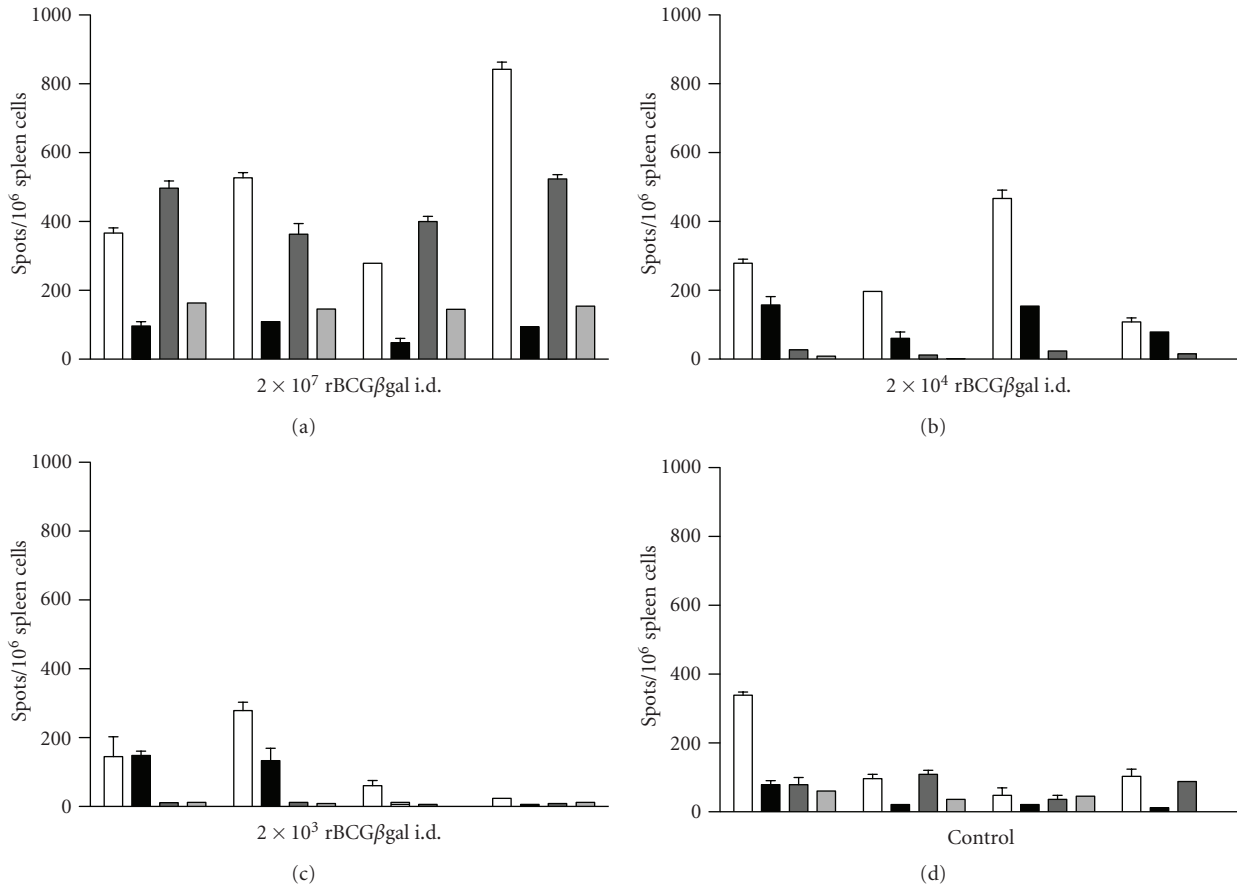 1000
800
600
400
200
0
Spots/10⁶ spleen cells
2 × 10⁷ rBCGβgal i.d.
(a)
1000
800
600
400
200
0
Spots/10⁶ spleen cells
2 × 10⁴ rBCGβgal i.d.
(b)
1000
800
600
400
200
0
Spots/10⁶ spleen cells
2 × 10³ rBCGβgal i.d.
(c)
1000
800
600
400
200
0
Spots/10⁶ spleen cells
Control
(d)